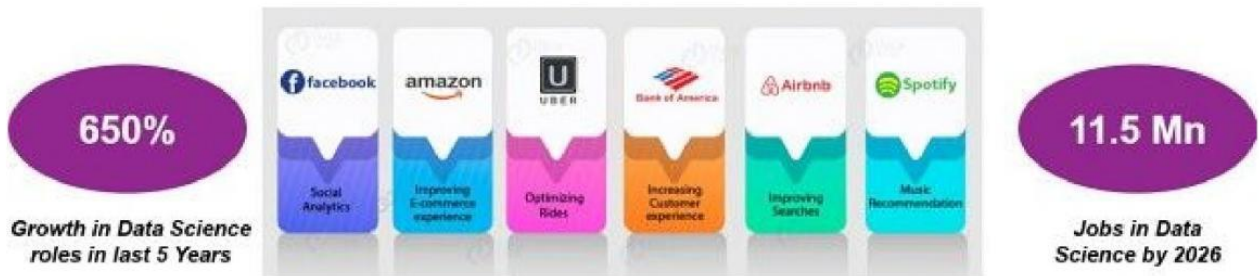 650%
Growth in Data Science
roles in last 5 Years
facebook
Social
Analytics
amazon
Improving
E-commerce
experience
U
UBER
Optimizing
Rides
Bank of America
Increasing
Customer
experience
Airbnb
Improving
Searches
Spotify
Music
Recommendation
11.5 Mn
Jobs in Data
Science by 2026